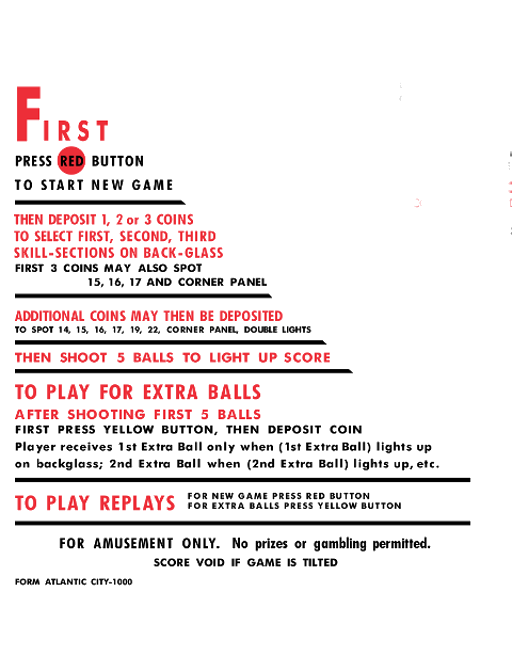 FIRST
PRESS RED BUTTON
TO START NEW GAME
THEN DEPOSIT 1, 2 or 3 COINS
TO SELECT FIRST, SECOND, THIRD
SKILL-SECTIONS ON BACK-GLASS
FIRST 3 COINS MAY ALSO SPOT
15, 16, 17 AND CORNER PANEL
ADDITIONAL COINS MAY THEN BE DEPOSITED
TO SPOT 14, 15, 16, 17, 19, 22, CORNER PANEL, DOUBLE LIGHTS
THEN SHOOT 5 BALLS TO LIGHT UP SCORE
TO PLAY FOR EXTRA BALLS
AFTER SHOOTING FIRST 5 BALLS
FIRST PRESS YELLOW BUTTON, THEN DEPOSIT COIN
Player receives 1st Extra Ball only when (1st Extra Ball) lights up
on backglass; 2nd Extra Ball when (2nd Extra Ball) lights up, etc.
TO PLAY REPLAYS
FOR NEW GAME PRESS RED BUTTON
FOR EXTRA BALLS PRESS YELLOW BUTTON
FOR AMUSEMENT ONLY. No prizes or gambling permitted.
SCORE VOID IF GAME IS TILTED
FORM ATLANTIC CITY-1000